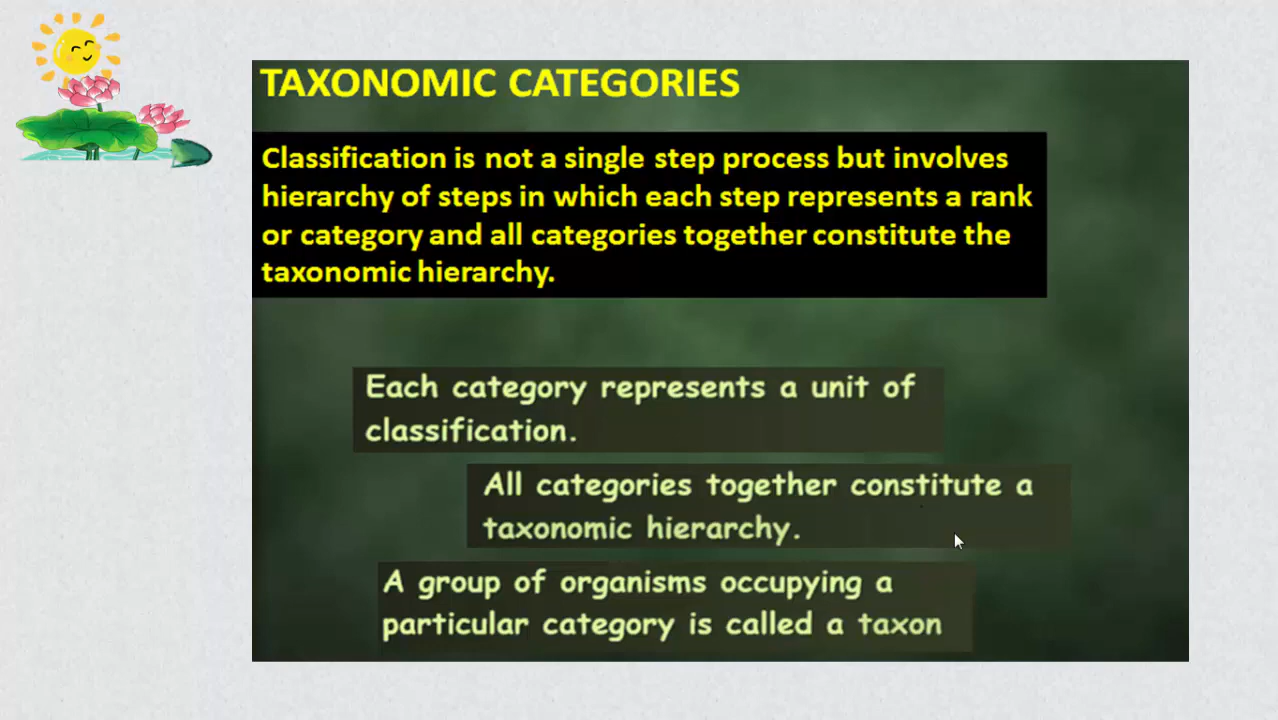 TAXONOMIC CATEGORIES
Classification is not a single step process but involves
hierarchy of steps in which each step represents a rank
or category and all categories together constitute the
taxonomic hierarchy.
Each category represents a unit of
classification.
All categories together constitute a
taxonomic hierarchy.
A group of organisms occupying a
particular category is called a taxon